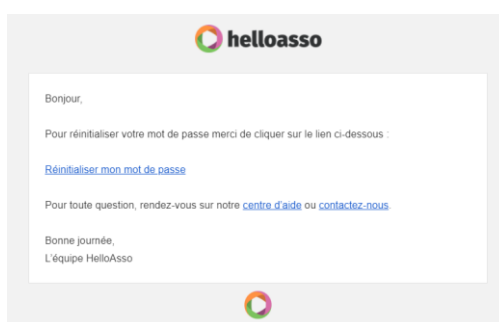 helloasso
Bonjour,
Pour réinitialiser votre mot de passe merci de cliquer sur le lien ci-dessous :
Réinitialiser mon mot de passe
Pour toute question, rendez-vous sur notre centre d'aide ou contactez-nous.
Bonne journée,
L'équipe HelloAsso